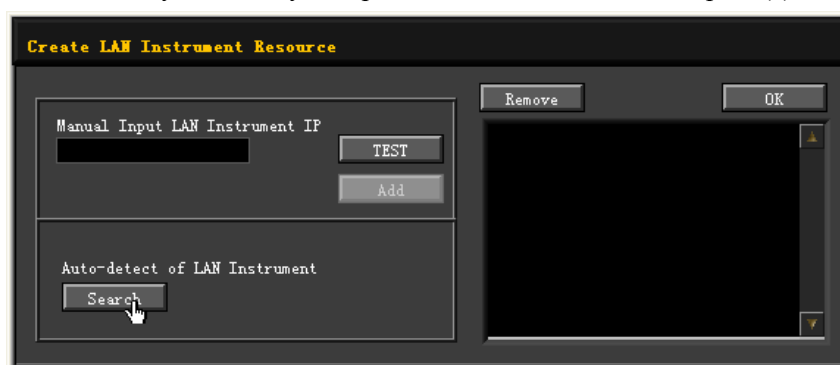 Create LAN Instrument Resource
Remove
OK
Manual Input LAN Instrument IP
TEST
Add
Auto-detect of LAN Instrument
Search